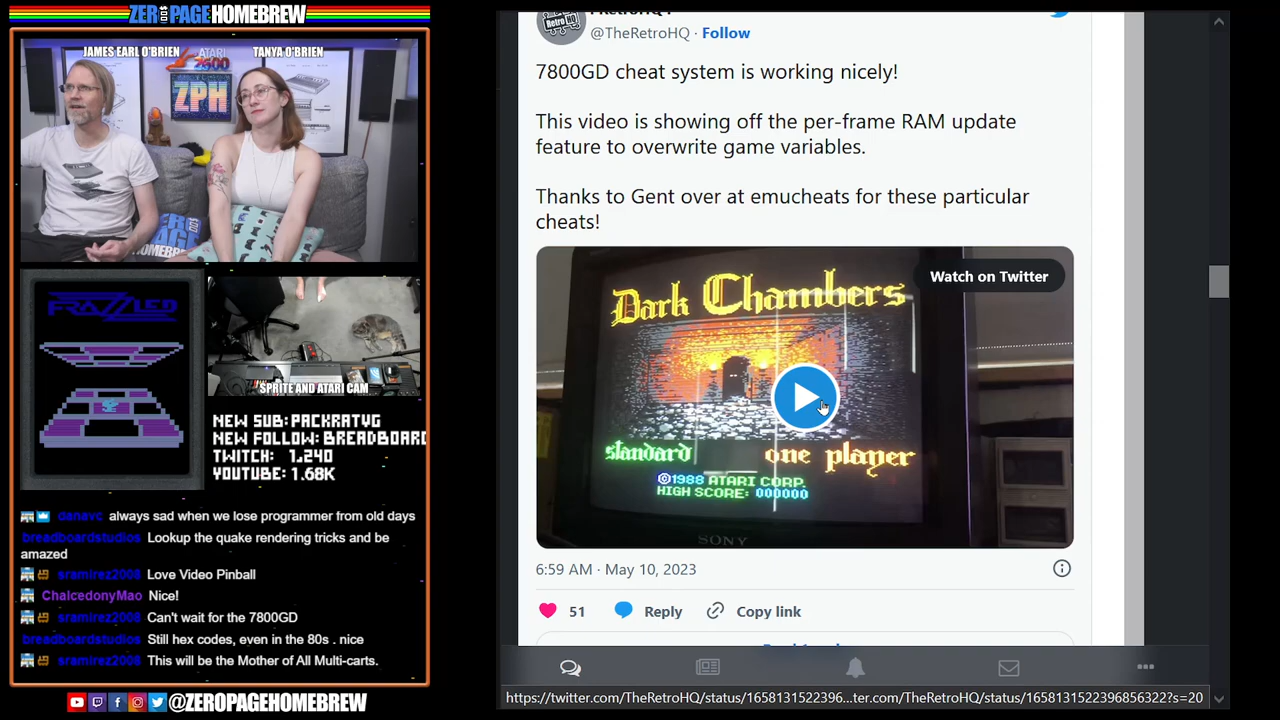 ZEROPAGEHOMEBREW
JAMES EARL O'BRIEN
TANYA O'BRIEN
ATARI
2600
ZPH
ZERO
PAGE
HOMEBREW
FRAZZLED
SPRITE AND ATARI CAM
NEW SUB:PACKRATVG
NEW FOLLOW:BREEDBOARD
TWITCH: 1,240
YOUTUBE: 1.68K
danavc always sad when we lose programmer from old days
breadboardstudios Lookup the quake rendering tricks and be
amazed
sramirez2008 Love Video Pinball
ChalcedonyMao Nice!
sramirez2008 Can't wait for the 7800GD
breadboardstudios Still hex codes, even in the 80s . nice
sramirez2008 This will be the Mother of All Multi-carts.
@ZEROPAGEHOMEBREW
Retro HQ
@TheRetroHQ · Follow
7800GD cheat system is working nicely!
This video is showing off the per-frame RAM update
feature to overwrite game variables.
Thanks to Gent over at emucheats for these particular
cheats!
Watch on Twitter
Dark Chambers
standard one player
©1988 ATARI CORP.
HIGH SCORE: 000000
SONY
6:59 AM · May 10, 2023
51 Reply Copy link
https://twitter.com/TheRetroHQ/status/1658131522396...ter.com/TheRetroHQ/status/1658131522396856322?s=20